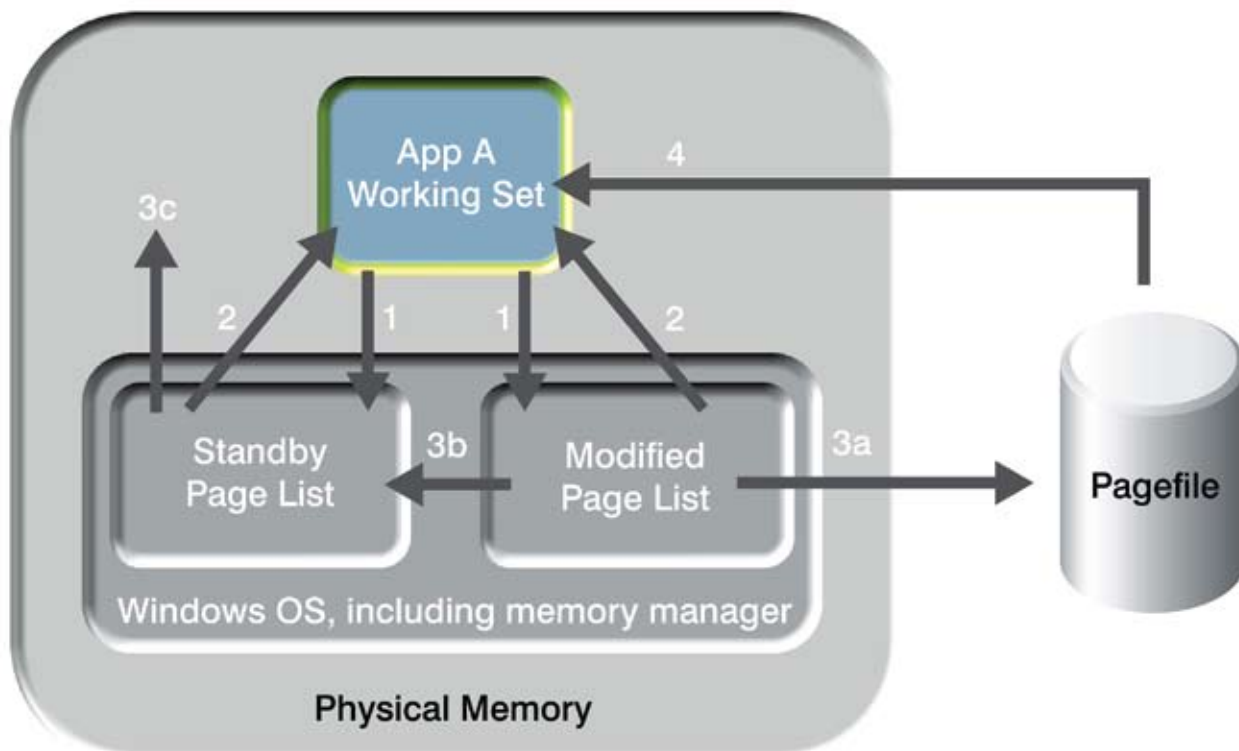 App A
Working Set
4
3c
2
1
1
2
Standby
Page List
3b
Modified
Page List
3a
Pagefile
Windows OS, including memory manager
Physical Memory